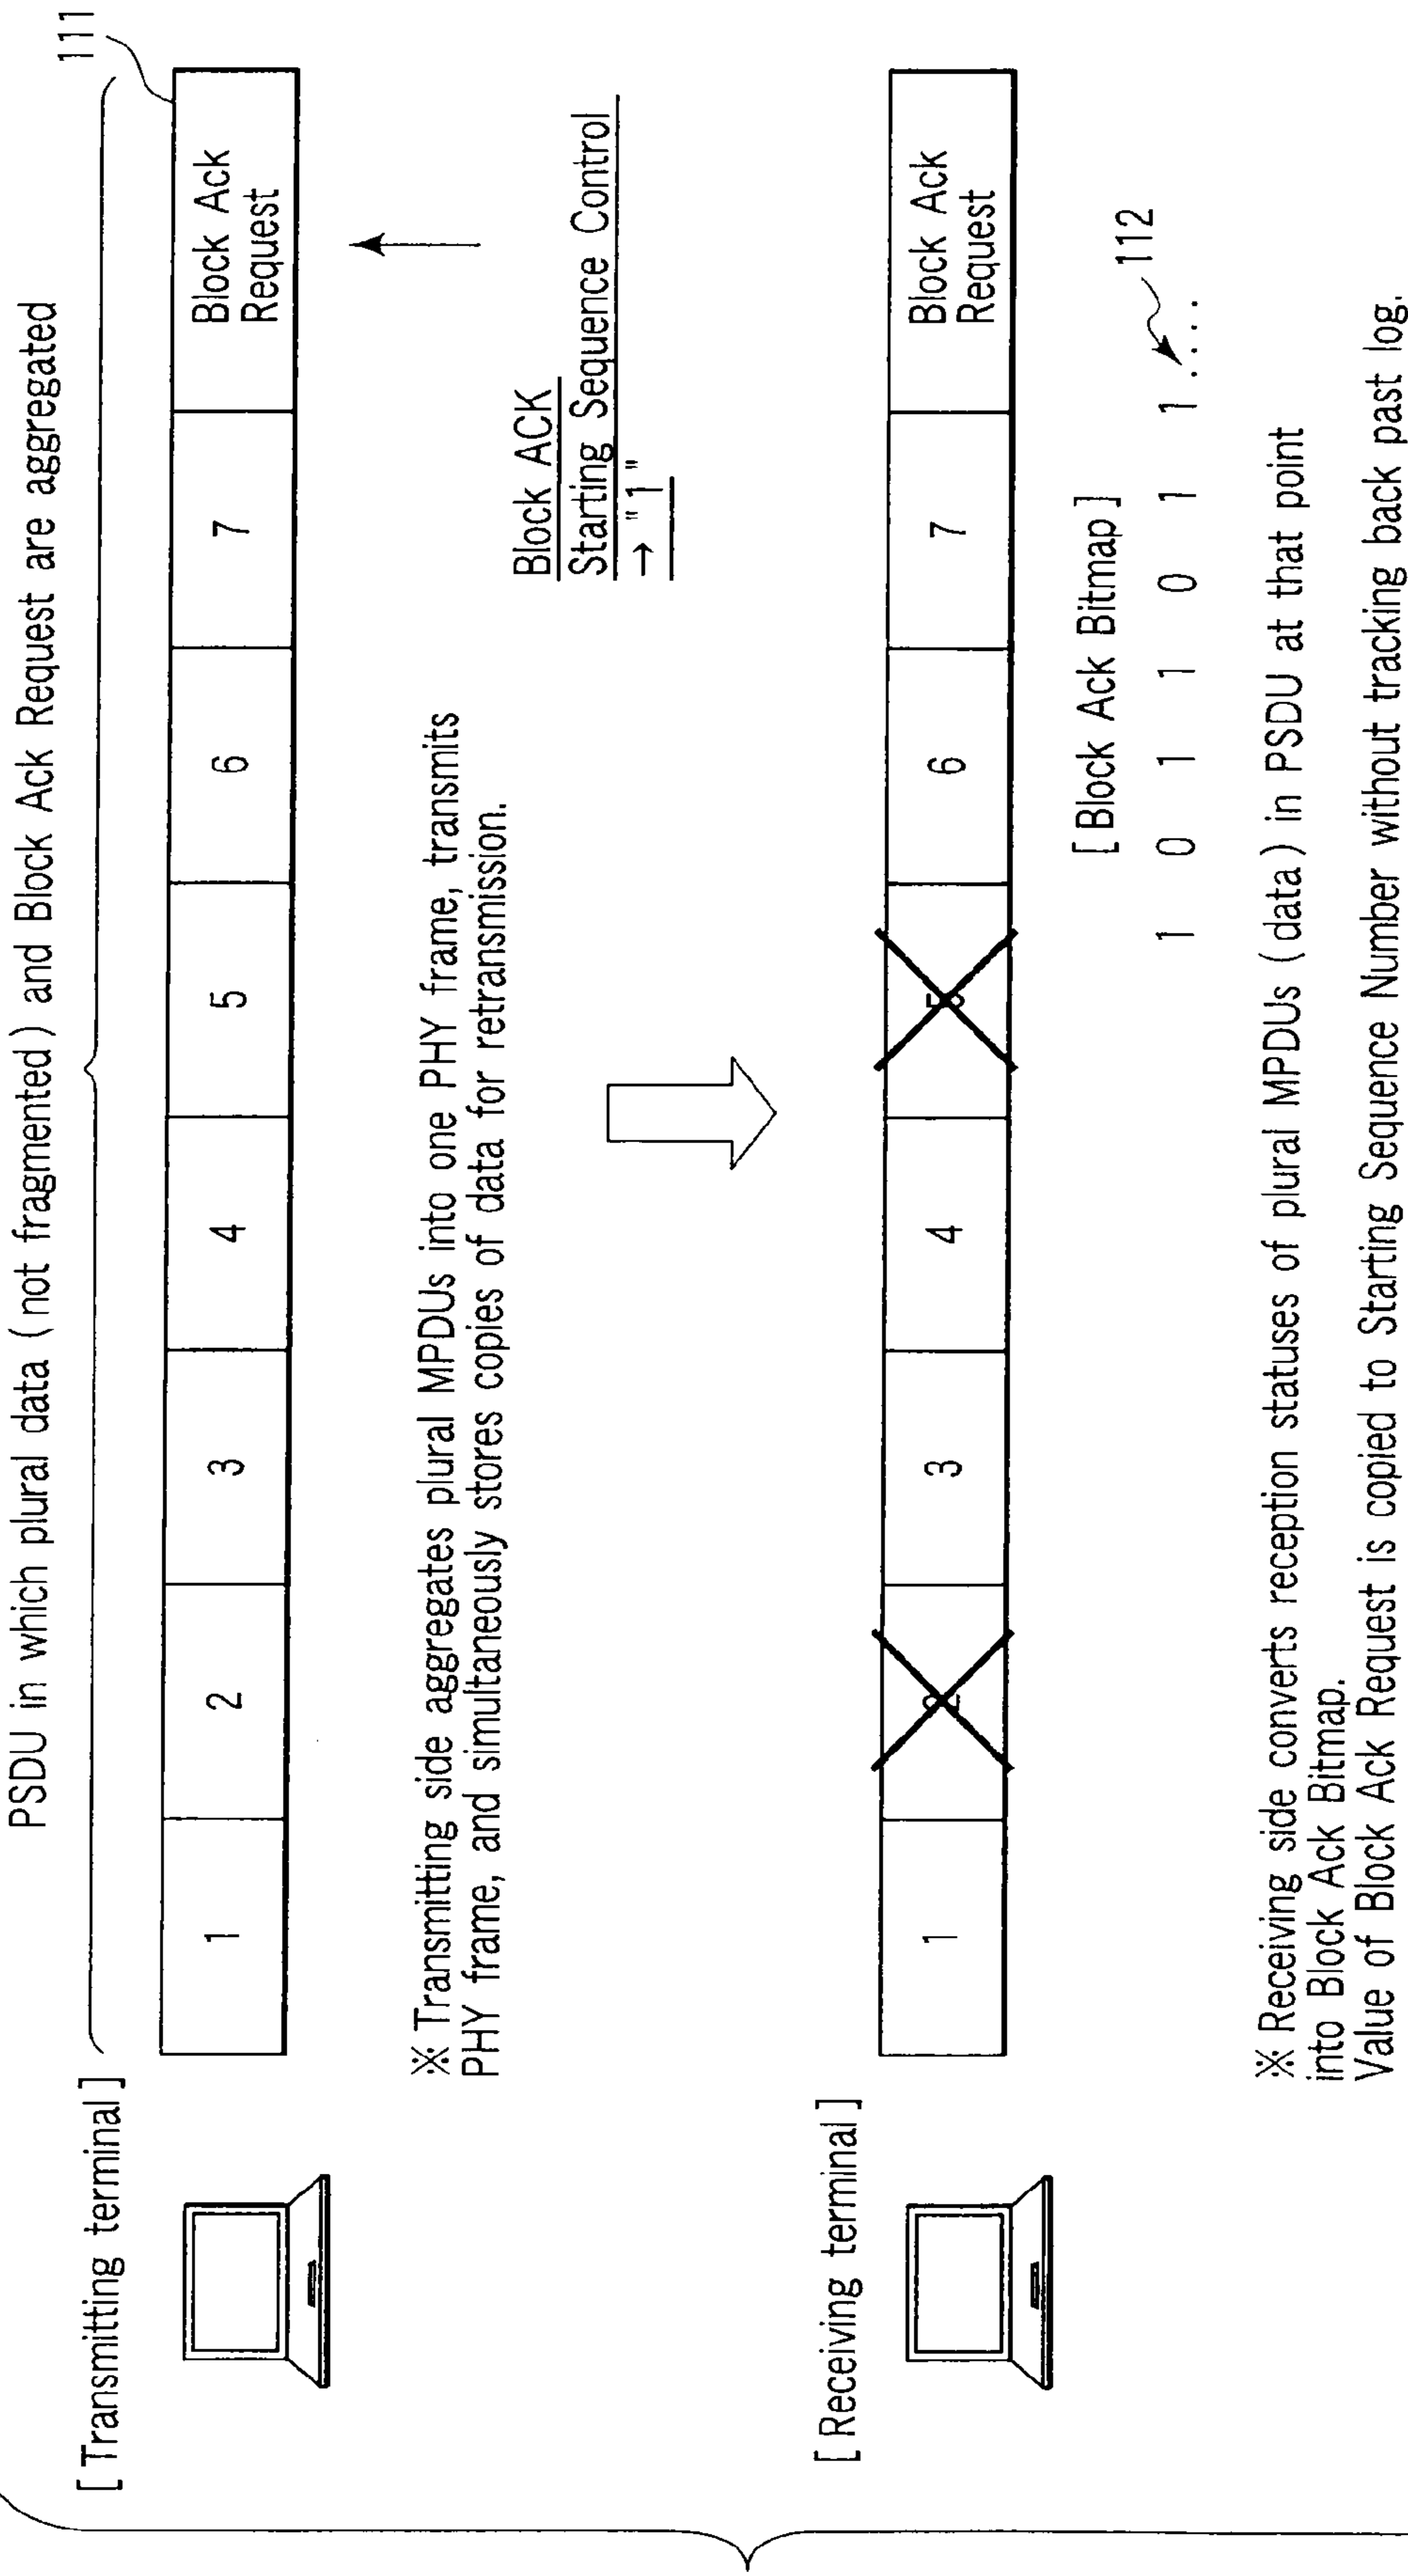 PSDU in which plural data (not fragmented) and Block Ack Request are aggregated
111
[Transmitting terminal]
1 2 3 4 5 6 7 Block Ack
Request
※ Transmitting side aggregates plural MPDUs into one PHY frame, transmits
PHY frame, and simultaneously stores copies of data for retransmission.
Block ACK
Starting Sequence Control
→ "1"
[Receiving terminal]
1 2 3 4 5 6 7 Block Ack
Request
[Block Ack Bitmap]
1 0 1 1 0 1 1 ....
112
※ Receiving side converts reception statuses of plural MPDUs (data) in PSDU at that point
into Block Ack Bitmap.
Value of Block Ack Request is copied to Starting Sequence Number without tracking back past log.